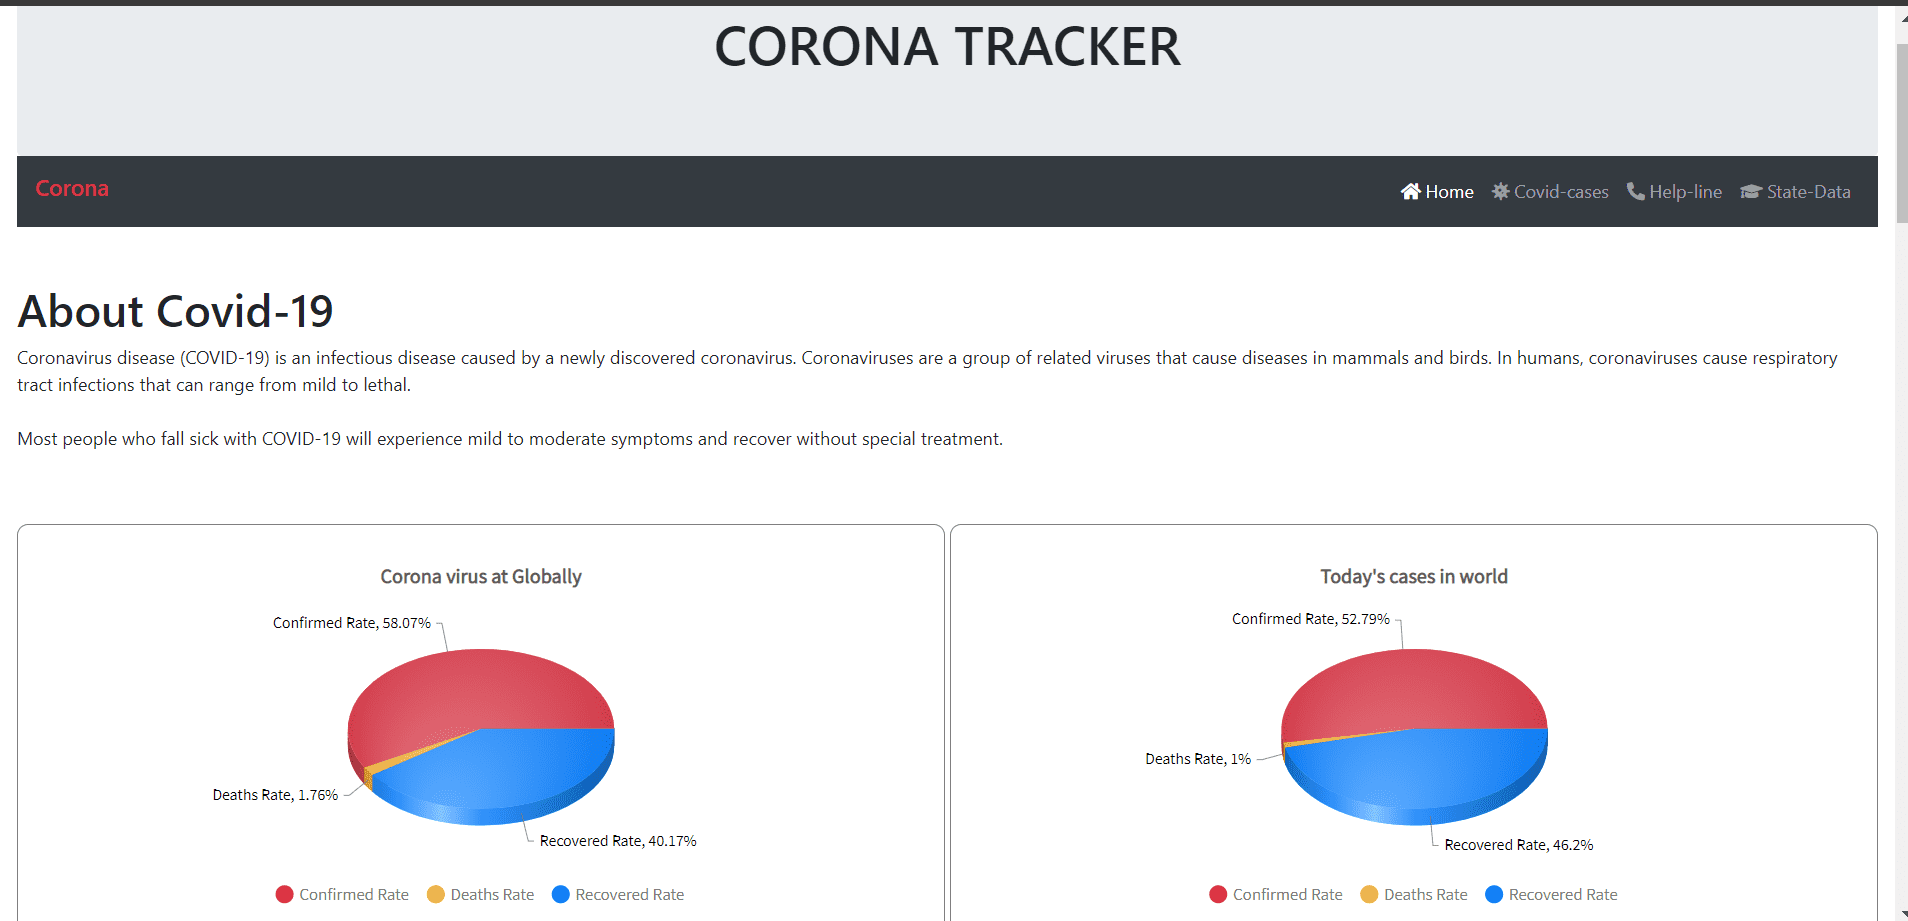 CORONA TRACKER
Corona
Home Covid-cases Help-line State-Data
About Covid-19
Coronavirus disease (COVID-19) is an infectious disease caused by a newly discovered coronavirus. Coronaviruses are a group of related viruses that cause diseases in mammals and birds. In humans, coronaviruses cause respiratory
tract infections that can range from mild to lethal.
Most people who fall sick with COVID-19 will experience mild to moderate symptoms and recover without special treatment.
Corona virus at Globally
Confirmed Rate, 58.07%
Deaths Rate, 1.76%
Recovered Rate, 40.17%
Confirmed Rate Deaths Rate Recovered Rate
Today's cases in world
Confirmed Rate, 52.79%
Deaths Rate, 1%
Recovered Rate, 46.2%
Confirmed Rate Deaths Rate Recovered Rate